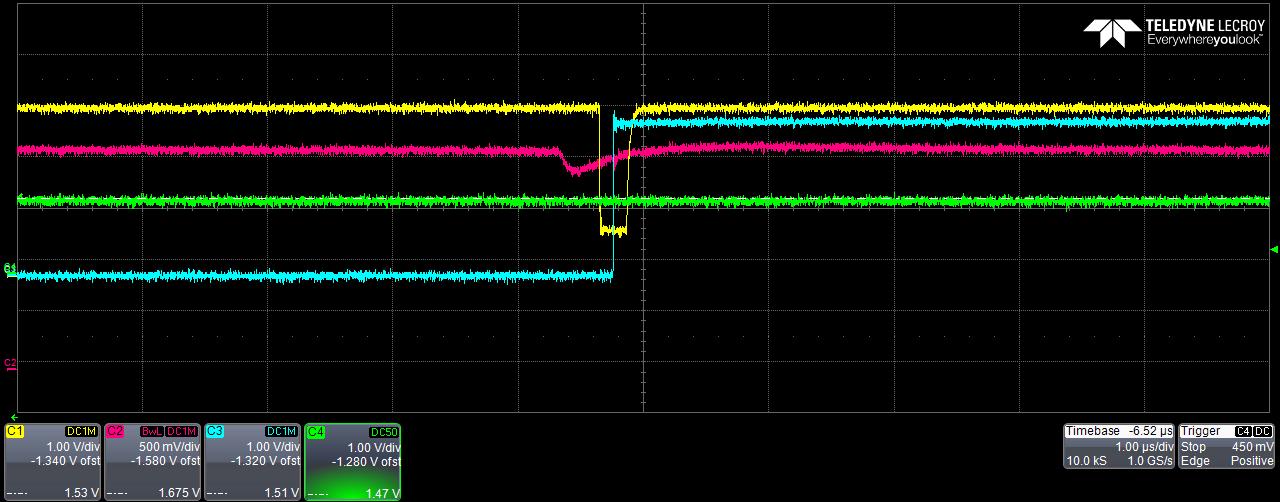 TELEDYNE LECROY
Everywhereyoulook™
C2
C1 DC1M
1.00 V/div
-1.340 V ofst
1.53 V
C2 BwL DC1M
500 mV/div
-1.580 V ofst
1.675 V
C3 DC1M
1.00 V/div
-1.320 V ofst
1.51 V
C4 DC50
1.00 V/div
-1.280 V ofst
1.47 V
Timebase -6.52 µs
1.00 µs/div
10.0 kS 1.0 GS/s
Trigger C4 DC
Stop 450 mV
Edge Positive